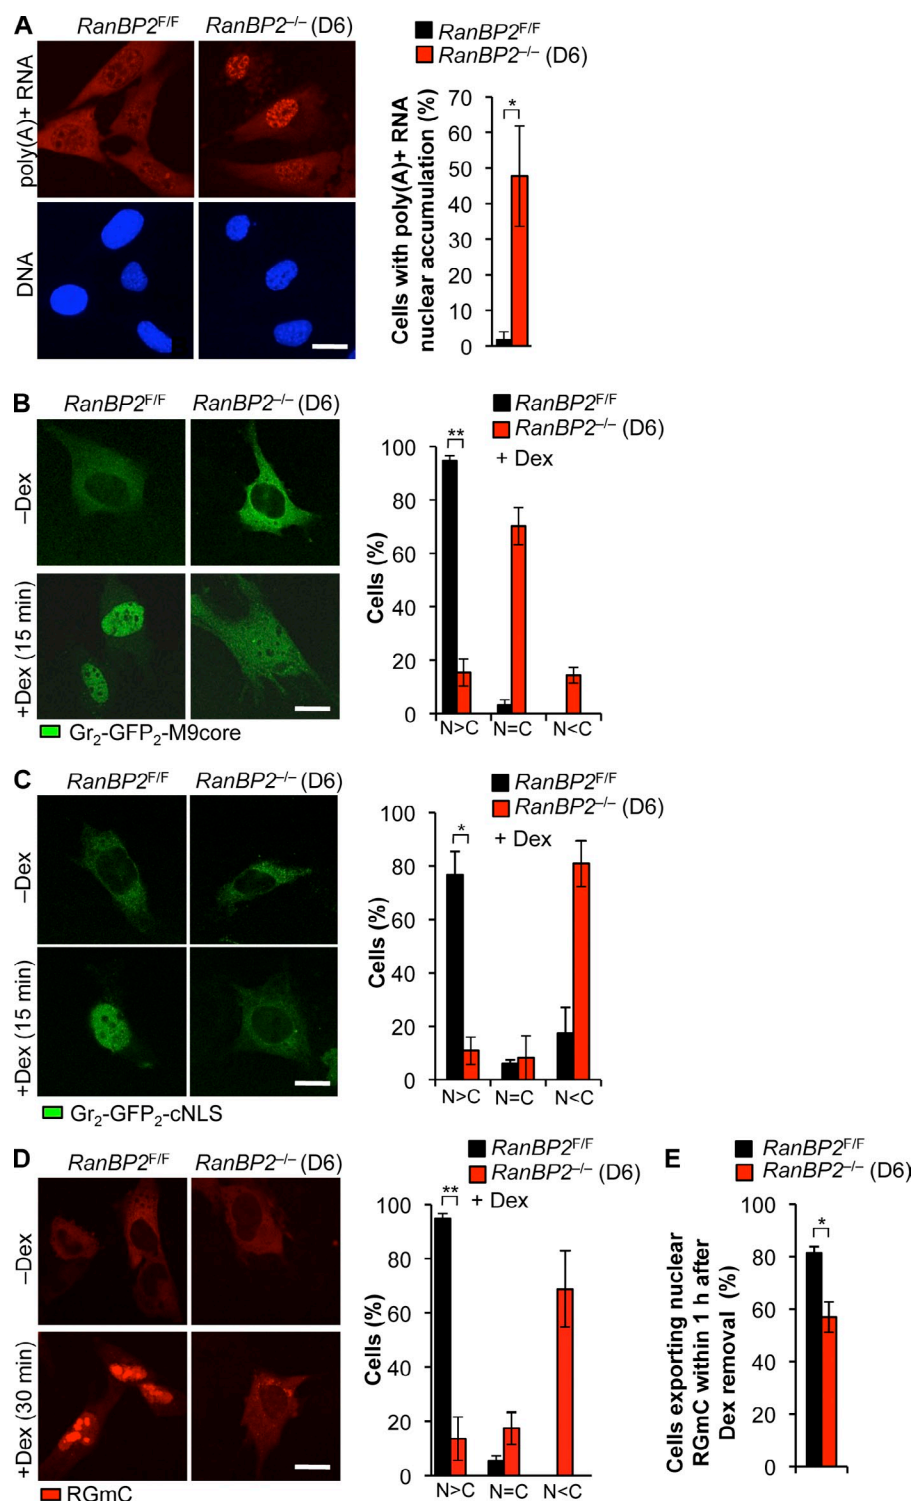 A
RanBP2F/F
RanBP2–/– (D6)
poly(A)+ RNA
DNA
RanBP2F/F
RanBP2–/– (D6)
Cells with poly(A)+ RNA
nuclear accumulation (%)
70
60
50
40
30
20
10
0
*
B
RanBP2F/F
RanBP2–/– (D6)
–Dex
+Dex (15 min)
Gr2-GFP2-M9core
RanBP2F/F
RanBP2–/– (D6)
+ Dex
**
Cells (%)
100
80
60
40
20
0
N>C
N=C
N<C
C
RanBP2F/F
RanBP2–/– (D6)
–Dex
+Dex (15 min)
Gr2-GFP2-cNLS
RanBP2F/F
RanBP2–/– (D6)
+ Dex
*
Cells (%)
100
80
60
40
20
0
N>C
N=C
N<C
D
RanBP2F/F
RanBP2–/– (D6)
–Dex
+Dex (30 min)
RGmC
RanBP2F/F
RanBP2–/– (D6)
+ Dex
**
Cells (%)
100
80
60
40
20
0
N>C
N=C
N<C
E
RanBP2F/F
RanBP2–/– (D6)
Cells exporting nuclear
RGmC within 1 h after
Dex removal (%)
100
80
60
40
20
0
*